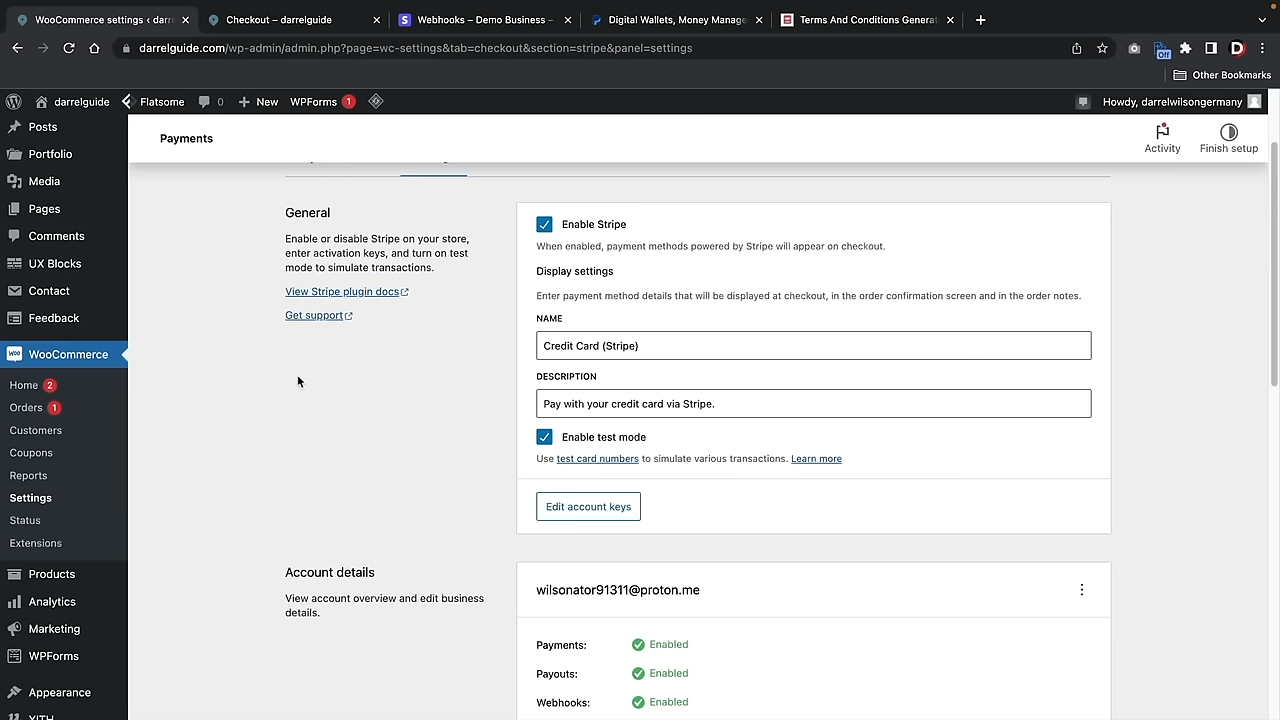 WooCommerce settings ‹ darr
Checkout – darrelguide
Webhooks – Demo Business –
Digital Wallets, Money Manage
Terms And Conditions Generat
darrelguide.com/wp-admin/admin.php?page=wc-settings&tab=checkout&section=stripe&panel=settings
Off
D
Other Bookmarks
darrelguide
Flatsome
0
New
WPForms 1
Howdy, darrelwilsongermany
Posts
Portfolio
Media
Pages
Comments
UX Blocks
Contact
Feedback
WooCommerce
Home 2
Orders 1
Customers
Coupons
Reports
Settings
Status
Extensions
Products
Analytics
Marketing
WPForms
Appearance
YITH
Payments
Activity
Finish setup
General
Enable or disable Stripe on your store,
enter activation keys, and turn on test
mode to simulate transactions.
View Stripe plugin docs
Get support
Enable Stripe
When enabled, payment methods powered by Stripe will appear on checkout.
Display settings
Enter payment method details that will be displayed at checkout, in the order confirmation screen and in the order notes.
NAME
Credit Card (Stripe)
DESCRIPTION
Pay with your credit card via Stripe.
Enable test mode
Use test card numbers to simulate various transactions. Learn more
Edit account keys
Account details
View account overview and edit business
details.
wilsonator91311@proton.me
Payments: Enabled
Payouts: Enabled
Webhooks: Enabled